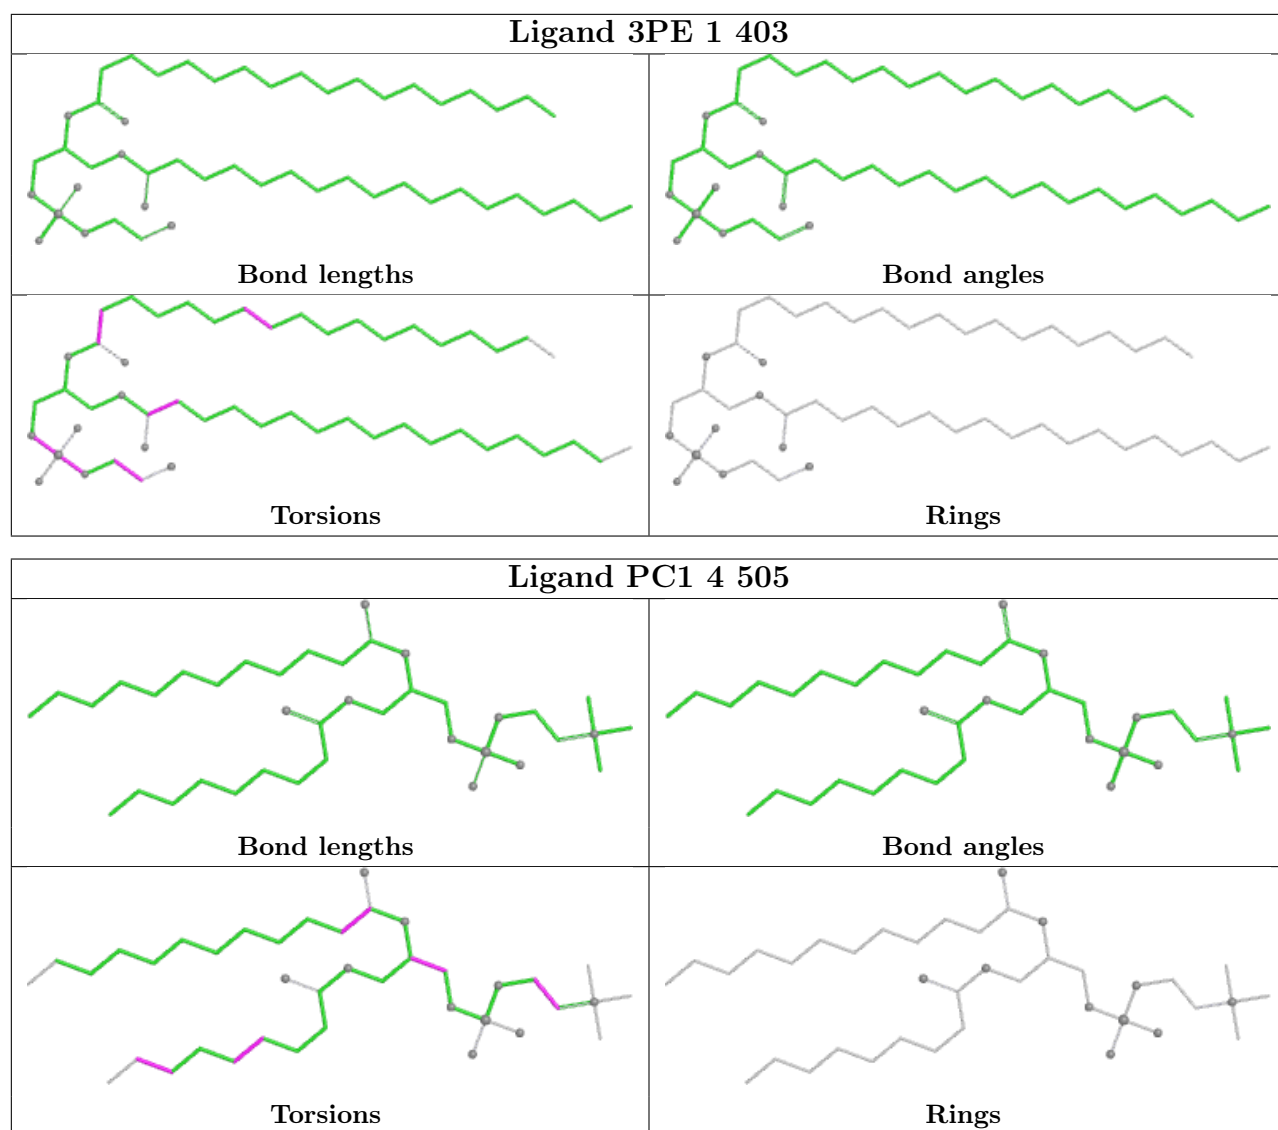 Ligand 3PE 1 403
Bond lengths
Bond angles
Torsions
Rings
Ligand PC1 4 505
Bond lengths
Bond angles
Torsions
Rings